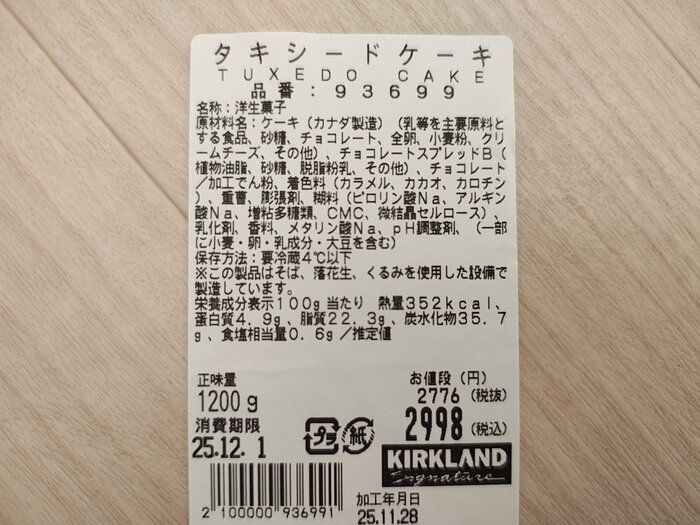 タキシードケーキ
TUXEDO CAKE
品番:93699
名称:洋生菓子
原材料名:ケーキ(カナダ製造)(乳等を主要原料と
する食品、砂糖、チョコレート、全卵、小麦粉、クリ
ームチーズ、その他)、チョコレートスプレッドB(
植物油脂、砂糖、脱脂粉乳、その他)、チョコレート
/加工でん粉、着色料(カラメル、カカオ、カロチン
)、重曹、膨張剤、糊料(ピロリン酸Na、アルギン
酸Na、増粘多糖類、CMC、微結晶セルロース)、
乳化剤、香料、メタリン酸Na、pH調整剤、(一部
に小麦・卵・乳成分・大豆を含む)
保存方法:要冷蔵4℃以下
※この製品はそば、落花生、くるみを使用した設備で
製造しています。
栄養成分表示100g当たり 熱量352kcal、
蛋白質4.9g、脂質22.3g、炭水化物35.7
g、食塩相当量0.6g/推定値
正味量
1200g
お値段(円)
2776(税抜)
2998(税込)
消費期限
25.12. 1
プラ
紙
KIRKLAND
Signature
2 100000 936991
加工年月日
25.11.28